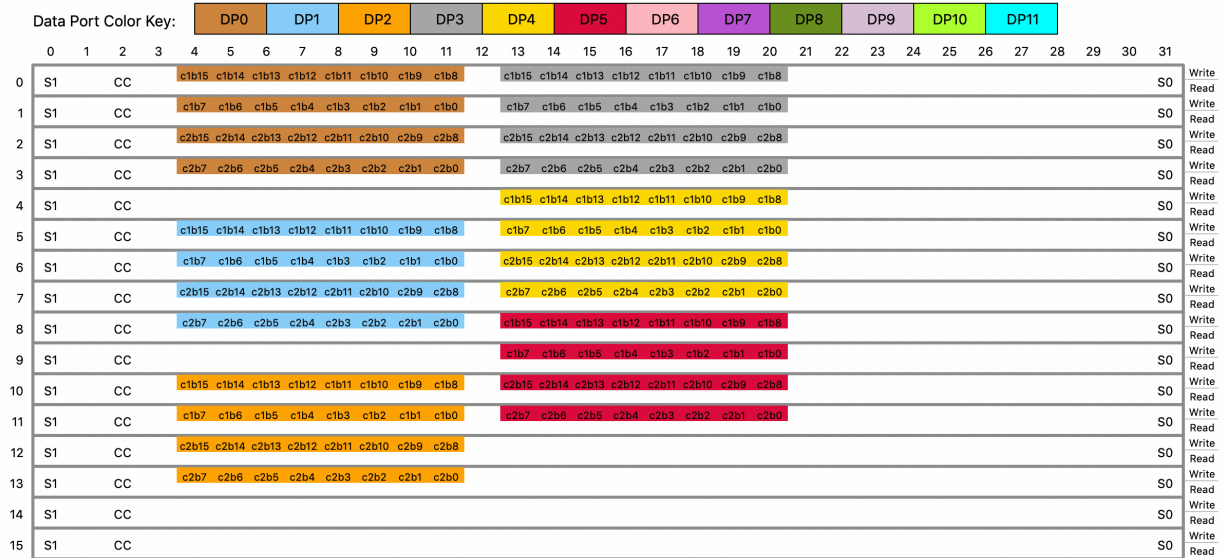 Data Port Color Key: DP0 DP1 DP2 DP3 DP4 DP5 DP6 DP7 DP8 DP9 DP10 DP11
0 1 2 3 4 5 6 7 8 9 10 11 12 13 14 15 16 17 18 19 20 21 22 23 24 25 26 27 28 29 30 31
0 S1 CC c1b15 c1b14 c1b13 c1b12 c1b11 c1b10 c1b9 c1b8 c1b15 c1b14 c1b13 c1b12 c1b11 c1b10 c1b9 c1b8 S0 Write Read
1 S1 CC c1b7 c1b6 c1b5 c1b4 c1b3 c1b2 c1b1 c1b0 c1b7 c1b6 c1b5 c1b4 c1b3 c1b2 c1b1 c1b0 S0 Write Read
2 S1 CC c2b15 c2b14 c2b13 c2b12 c2b11 c2b10 c2b9 c2b8 c2b15 c2b14 c2b13 c2b12 c2b11 c2b10 c2b9 c2b8 S0 Write Read
3 S1 CC c2b7 c2b6 c2b5 c2b4 c2b3 c2b2 c2b1 c2b0 c2b7 c2b6 c2b5 c2b4 c2b3 c2b2 c2b1 c2b0 S0 Write Read
4 S1 CC c1b15 c1b14 c1b13 c1b12 c1b11 c1b10 c1b9 c1b8 S0 Write Read
5 S1 CC c1b15 c1b14 c1b13 c1b12 c1b11 c1b10 c1b9 c1b8 c1b7 c1b6 c1b5 c1b4 c1b3 c1b2 c1b1 c1b0 S0 Write Read
6 S1 CC c1b7 c1b6 c1b5 c1b4 c1b3 c1b2 c1b1 c1b0 c2b15 c2b14 c2b13 c2b12 c2b11 c2b10 c2b9 c2b8 S0 Write Read
7 S1 CC c2b15 c2b14 c2b13 c2b12 c2b11 c2b10 c2b9 c2b8 c2b7 c2b6 c2b5 c2b4 c2b3 c2b2 c2b1 c2b0 S0 Write Read
8 S1 CC c2b7 c2b6 c2b5 c2b4 c2b3 c2b2 c2b1 c2b0 c1b15 c1b14 c1b13 c1b12 c1b11 c1b10 c1b9 c1b8 S0 Write Read
9 S1 CC c1b7 c1b6 c1b5 c1b4 c1b3 c1b2 c1b1 c1b0 S0 Write Read
10 S1 CC c1b15 c1b14 c1b13 c1b12 c1b11 c1b10 c1b9 c1b8 c2b15 c2b14 c2b13 c2b12 c2b11 c2b10 c2b9 c2b8 S0 Write Read
11 S1 CC c1b7 c1b6 c1b5 c1b4 c1b3 c1b2 c1b1 c1b0 c2b7 c2b6 c2b5 c2b4 c2b3 c2b2 c2b1 c2b0 S0 Write Read
12 S1 CC c2b15 c2b14 c2b13 c2b12 c2b11 c2b10 c2b9 c2b8 S0 Write Read
13 S1 CC c2b7 c2b6 c2b5 c2b4 c2b3 c2b2 c2b1 c2b0 S0 Write Read
14 S1 CC S0 Write Read
15 S1 CC S0 Write Read